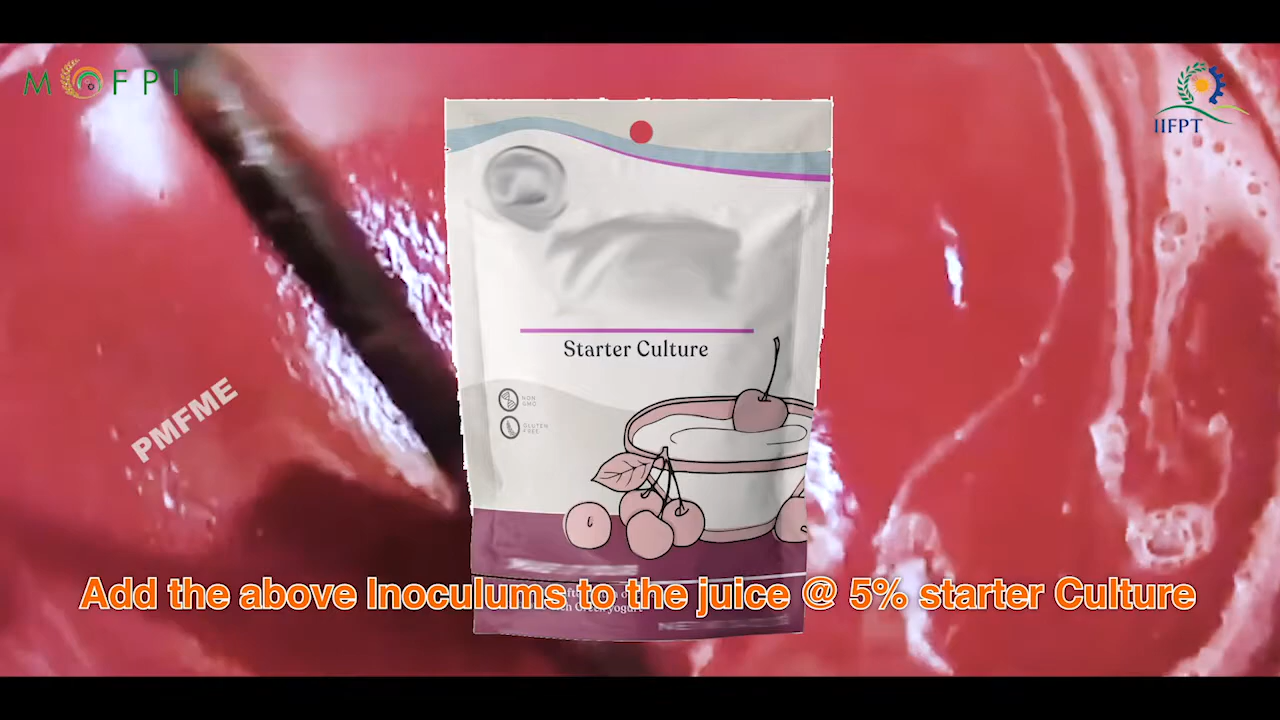 MOFPI
IIFPT
Starter Culture
NON
GMO
GLUTEN
FREE
PMFME
Add the above Inoculums to the juice @ 5% starter Culture
yogurt